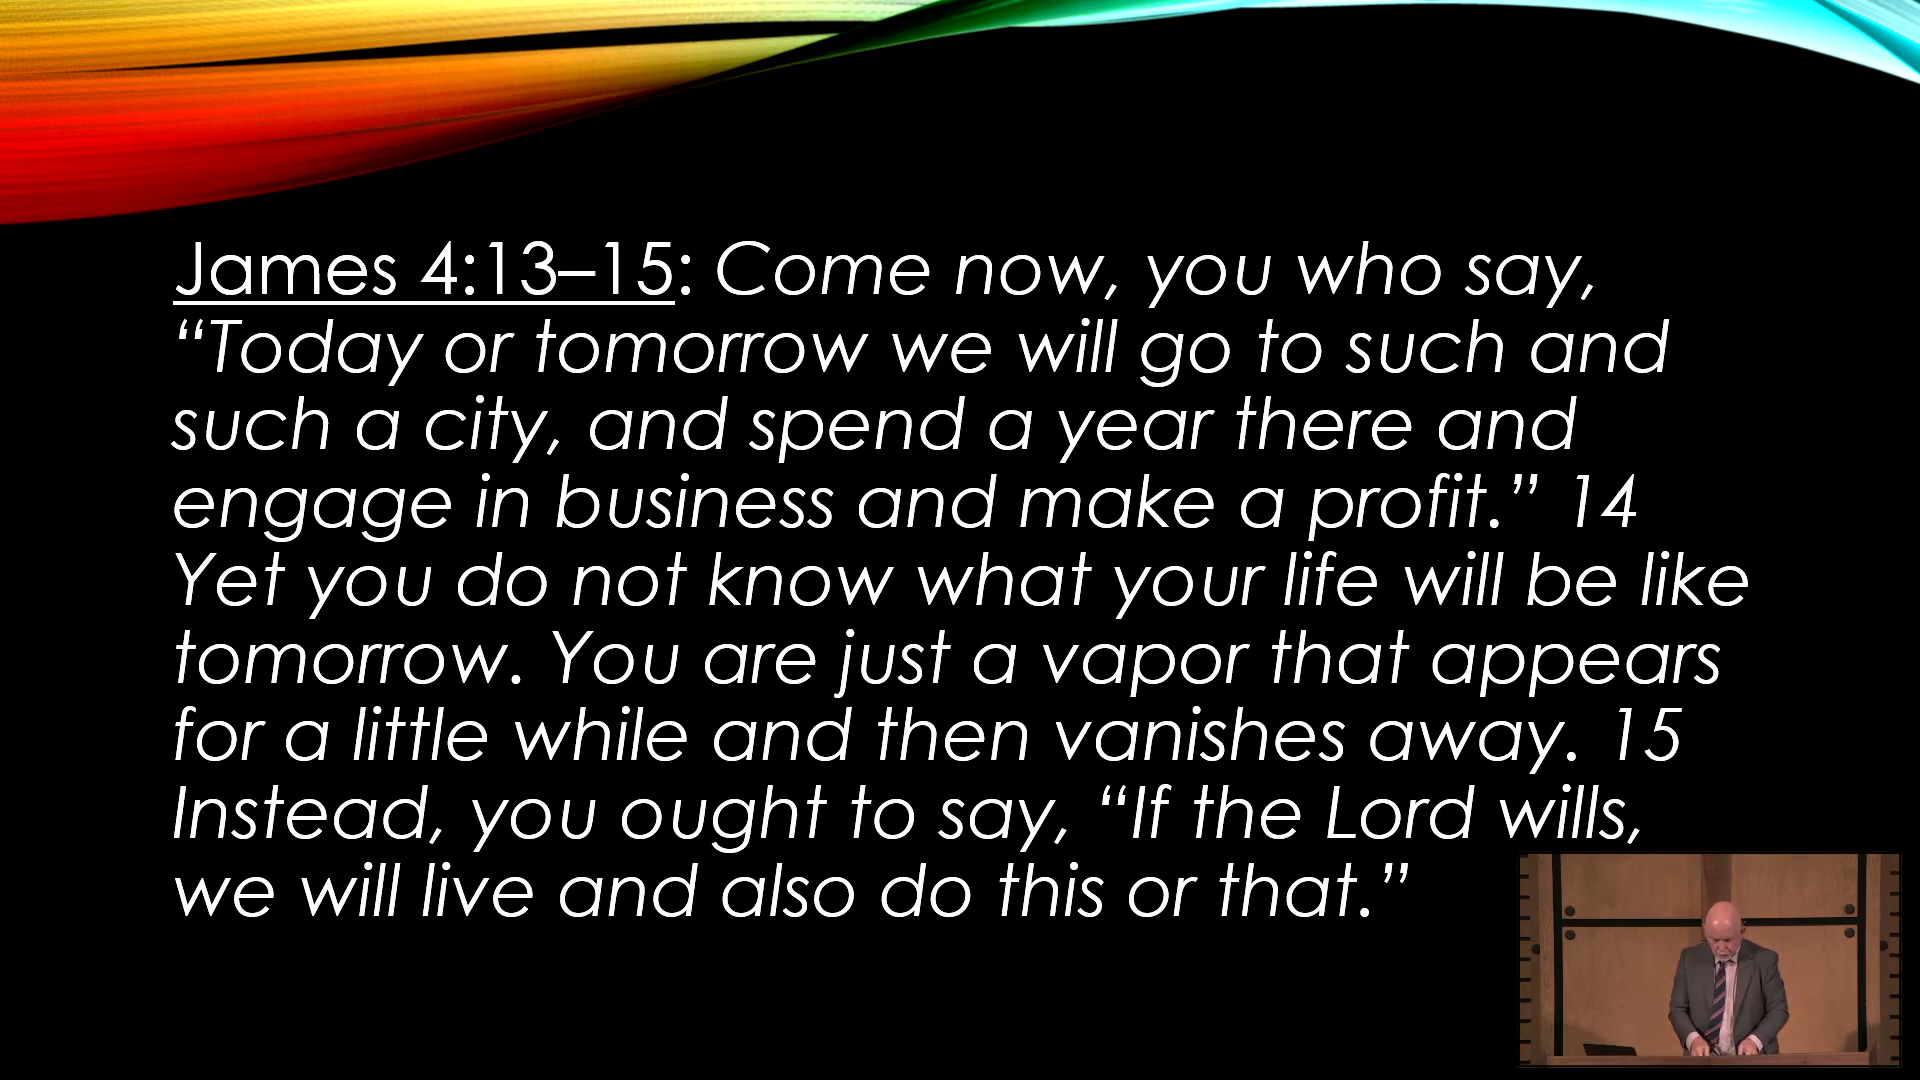 James 4:13–15: Come now, you who say,
“Today or tomorrow we will go to such and
such a city, and spend a year there and
engage in business and make a profit.” 14
Yet you do not know what your life will be like
tomorrow. You are just a vapor that appears
for a little while and then vanishes away. 15
Instead, you ought to say, “If the Lord wills,
we will live and also do this or that.”